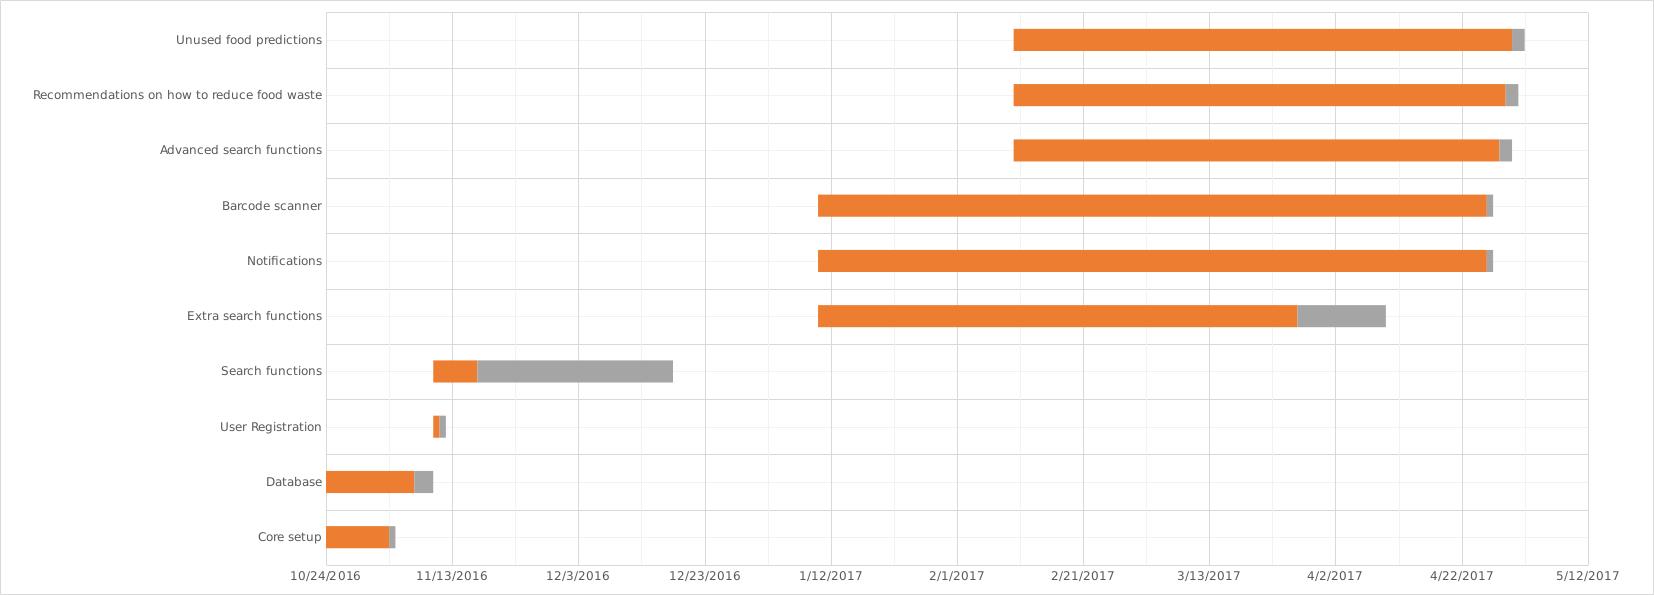 Unused food predictions
Recommendations on how to reduce food waste
Advanced search functions
Barcode scanner
Notifications
Extra search functions
Search functions
User Registration
Database
Core setup
10/24/2016 11/13/2016 12/3/2016 12/23/2016 1/12/2017 2/1/2017 2/21/2017 3/13/2017 4/2/2017 4/22/2017 5/12/2017